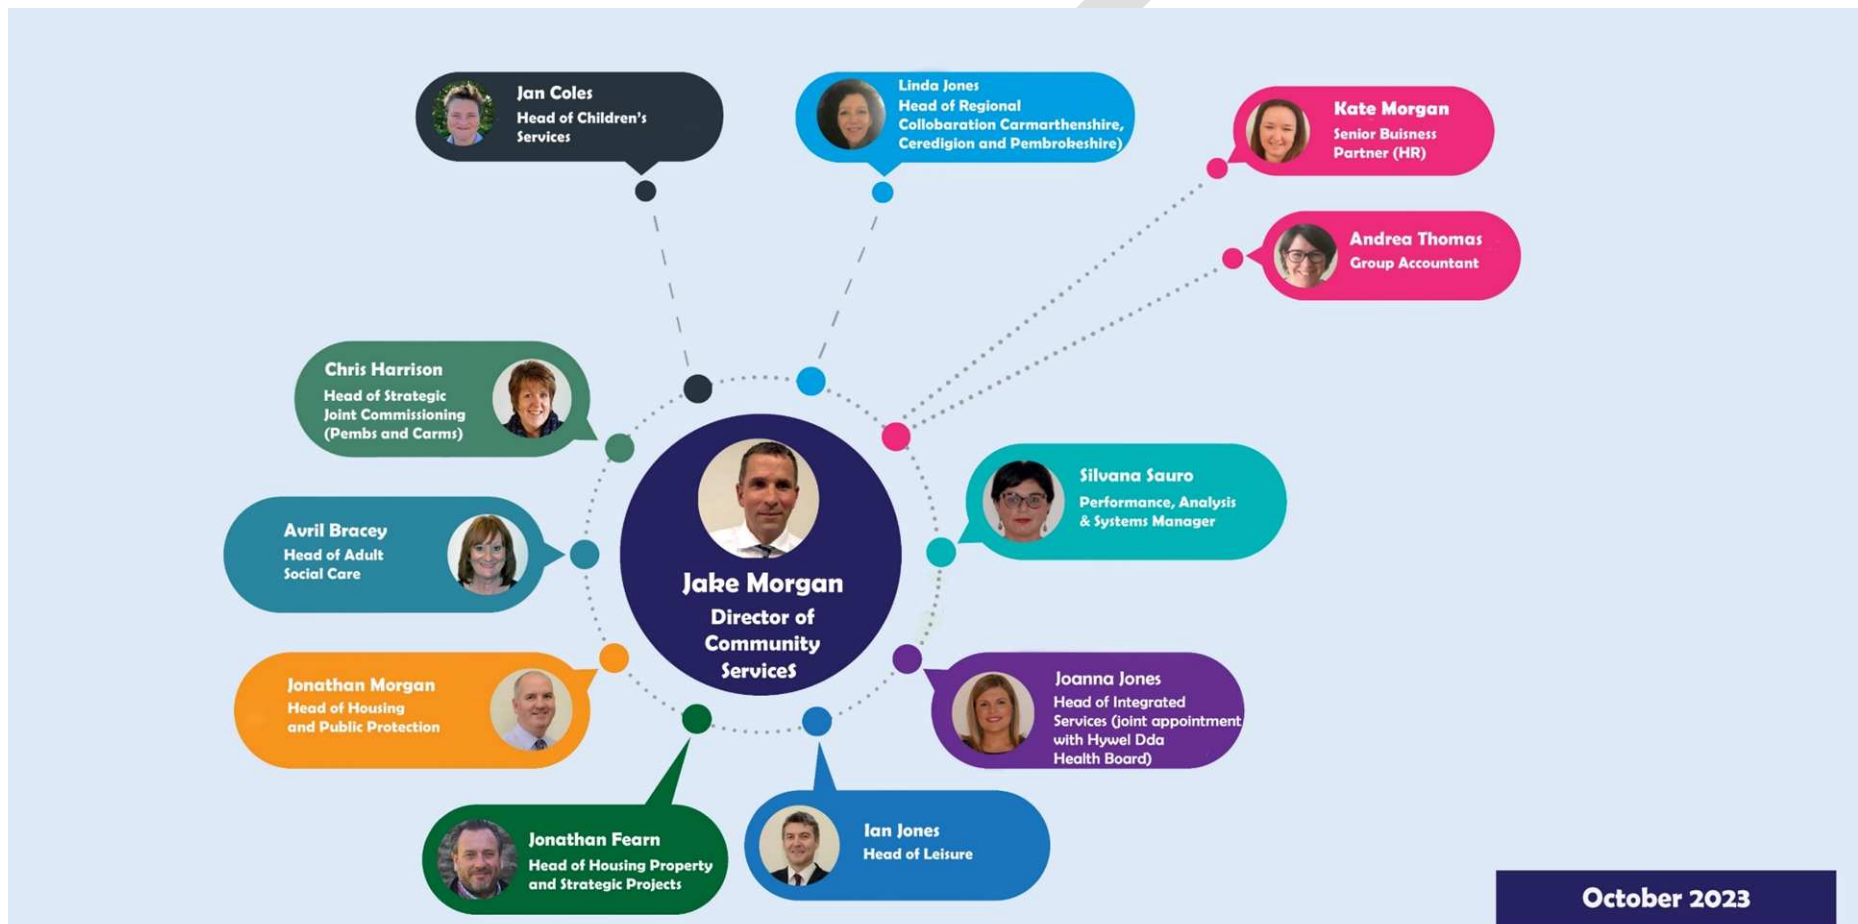 Jan Coles
Head of Children's
Services
Linda Jones
Head of Regional
Collobaration Carmarthenshire,
Ceredigion and Pembrokeshire)
Kate Morgan
Senior Buisness
Partner (HR)
Andrea Thomas
Group Accountant
Chris Harrison
Head of Strategic
Joint Commissioning
(Pembs and Carms)
Silvana Sauro
Performance, Analysis
& Systems Manager
Avril Bracey
Head of Adult
Social Care
Jake Morgan
Director of
Community
Services
Jonathan Morgan
Head of Housing
and Public Protection
Joanna Jones
Head of Integrated
Services (joint appointment
with Hywel Dda
Health Board)
Jonathan Fearn
Head of Housing Property
and Strategic Projects
Ian Jones
Head of Leisure
October 2023